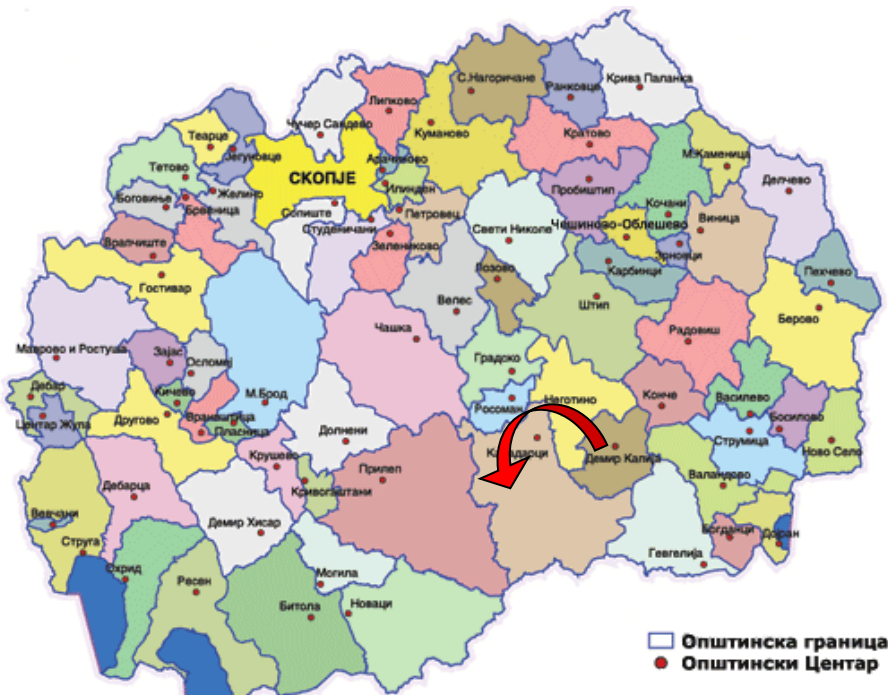 С.Нагоричане
Крива Паланка
Ранковце
Липково
Чучер Сандево
Куманово
Кратово
Теарце
Јегуновце
Арачиново
М.Каменица
Тетово
СКОПЈЕ
Илинден
Пробиштип
Делчево
Боговиње
Желино
Брвеница
Сопиште
Петровец
Кочани
Студеничани
Свети Николе
Чешиново-Облешево
Виница
Врапчиште
Зелениково
Зрновци
Лозово
Карбинци
Пехчево
Гостивар
Велес
Штип
Берово
Чашка
Радовиш
Маврово и Ростуша
Зајас
Осломеј
Градско
Дебар
Кичево
М.Брод
Росоман
Неготино
Конче
Василево
Центар Жупа
Другово
Вранештица
Пласница
Босилово
Долнени
Струмица
Ново Село
Крушево
Прилеп
Кавадарци
Демир Капија
Валандово
Дебарца
Кривогаштани
Вевчани
Демир Хисар
Богданци
Дојран
Струга
Гевгелија
Охрид
Ресен
Могила
Битола
Новаци
Општинска граница
Општински Центар